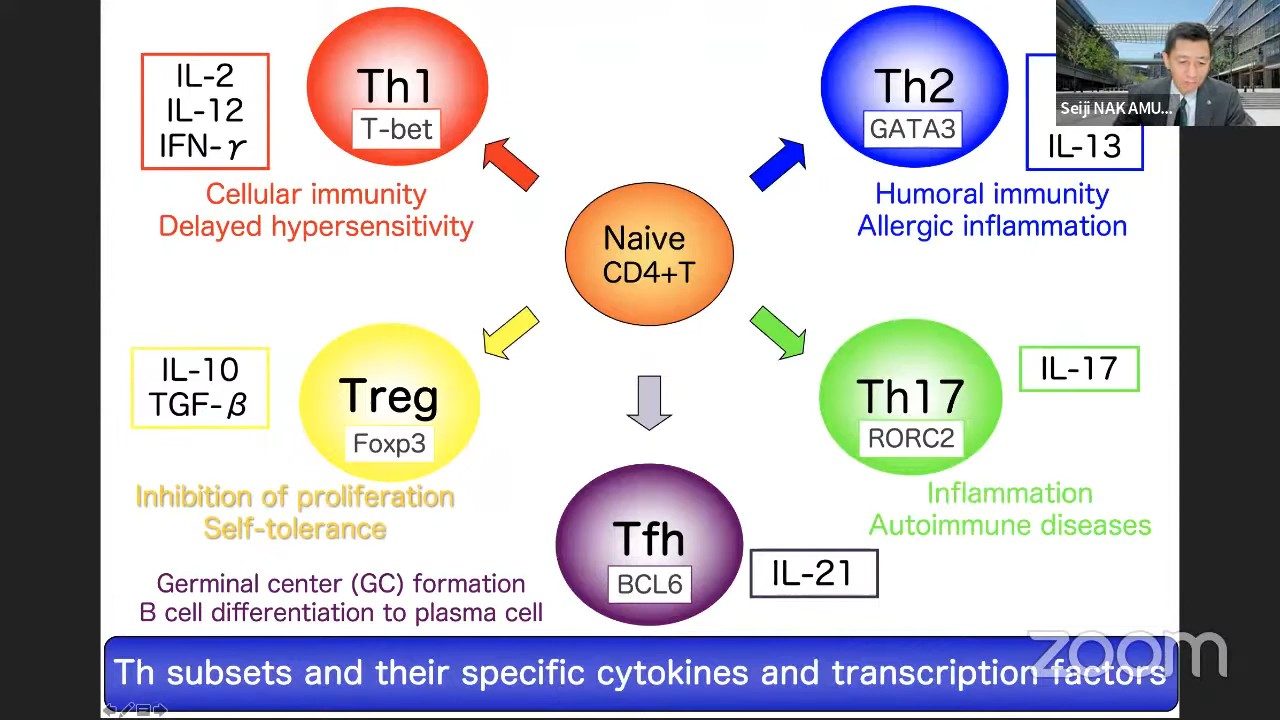 IL-2
IL-12
IFN-γ
Th1
T-bet
Cellular immunity
Delayed hypersensitivity
Th2
GATA3
IL-13
Humoral immunity
Allergic inflammation
Seiji NAKAMU...
Naive
CD4+T
IL-10
TGF-β
Treg
Foxp3
Inhibition of proliferation
Self-tolerance
Th17
RORC2
IL-17
Inflammation
Autoimmune diseases
Tfh
BCL6
IL-21
Germinal center (GC) formation
B cell differentiation to plasma cell
Th subsets and their specific cytokines and transcription factors
zoom